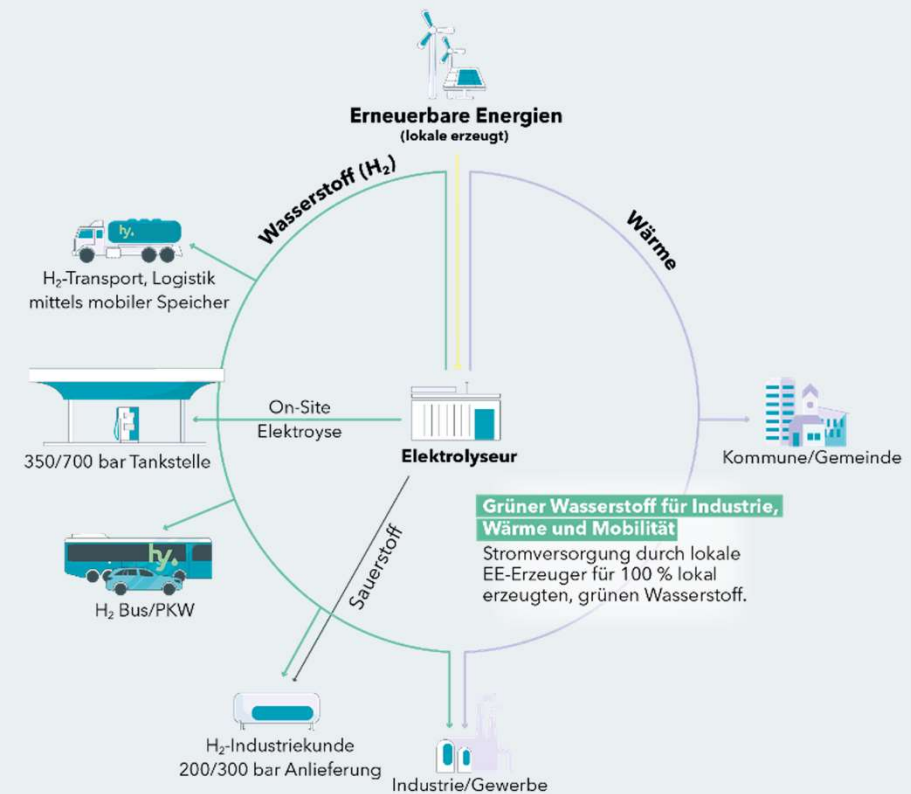 Erneuerbare Energien
(lokale erzeugt)
Wasserstoff (H₂)
Wärme
hy.
H₂-Transport, Logistik
mittels mobiler Speicher
On-Site
Elektroyse
350/700 bar Tankstelle
Elektrolyseur
Kommune/Gemeinde
Grüner Wasserstoff für Industrie,
Wärme und Mobilität
Stromversorgung durch lokale
EE-Erzeuger für 100 % lokal
erzeugten, grünen Wasserstoff.
hy.
H₂ Bus/PKW
Sauerstoff
H₂-Industriekunde
200/300 bar Anlieferung
Industrie/Gewerbe